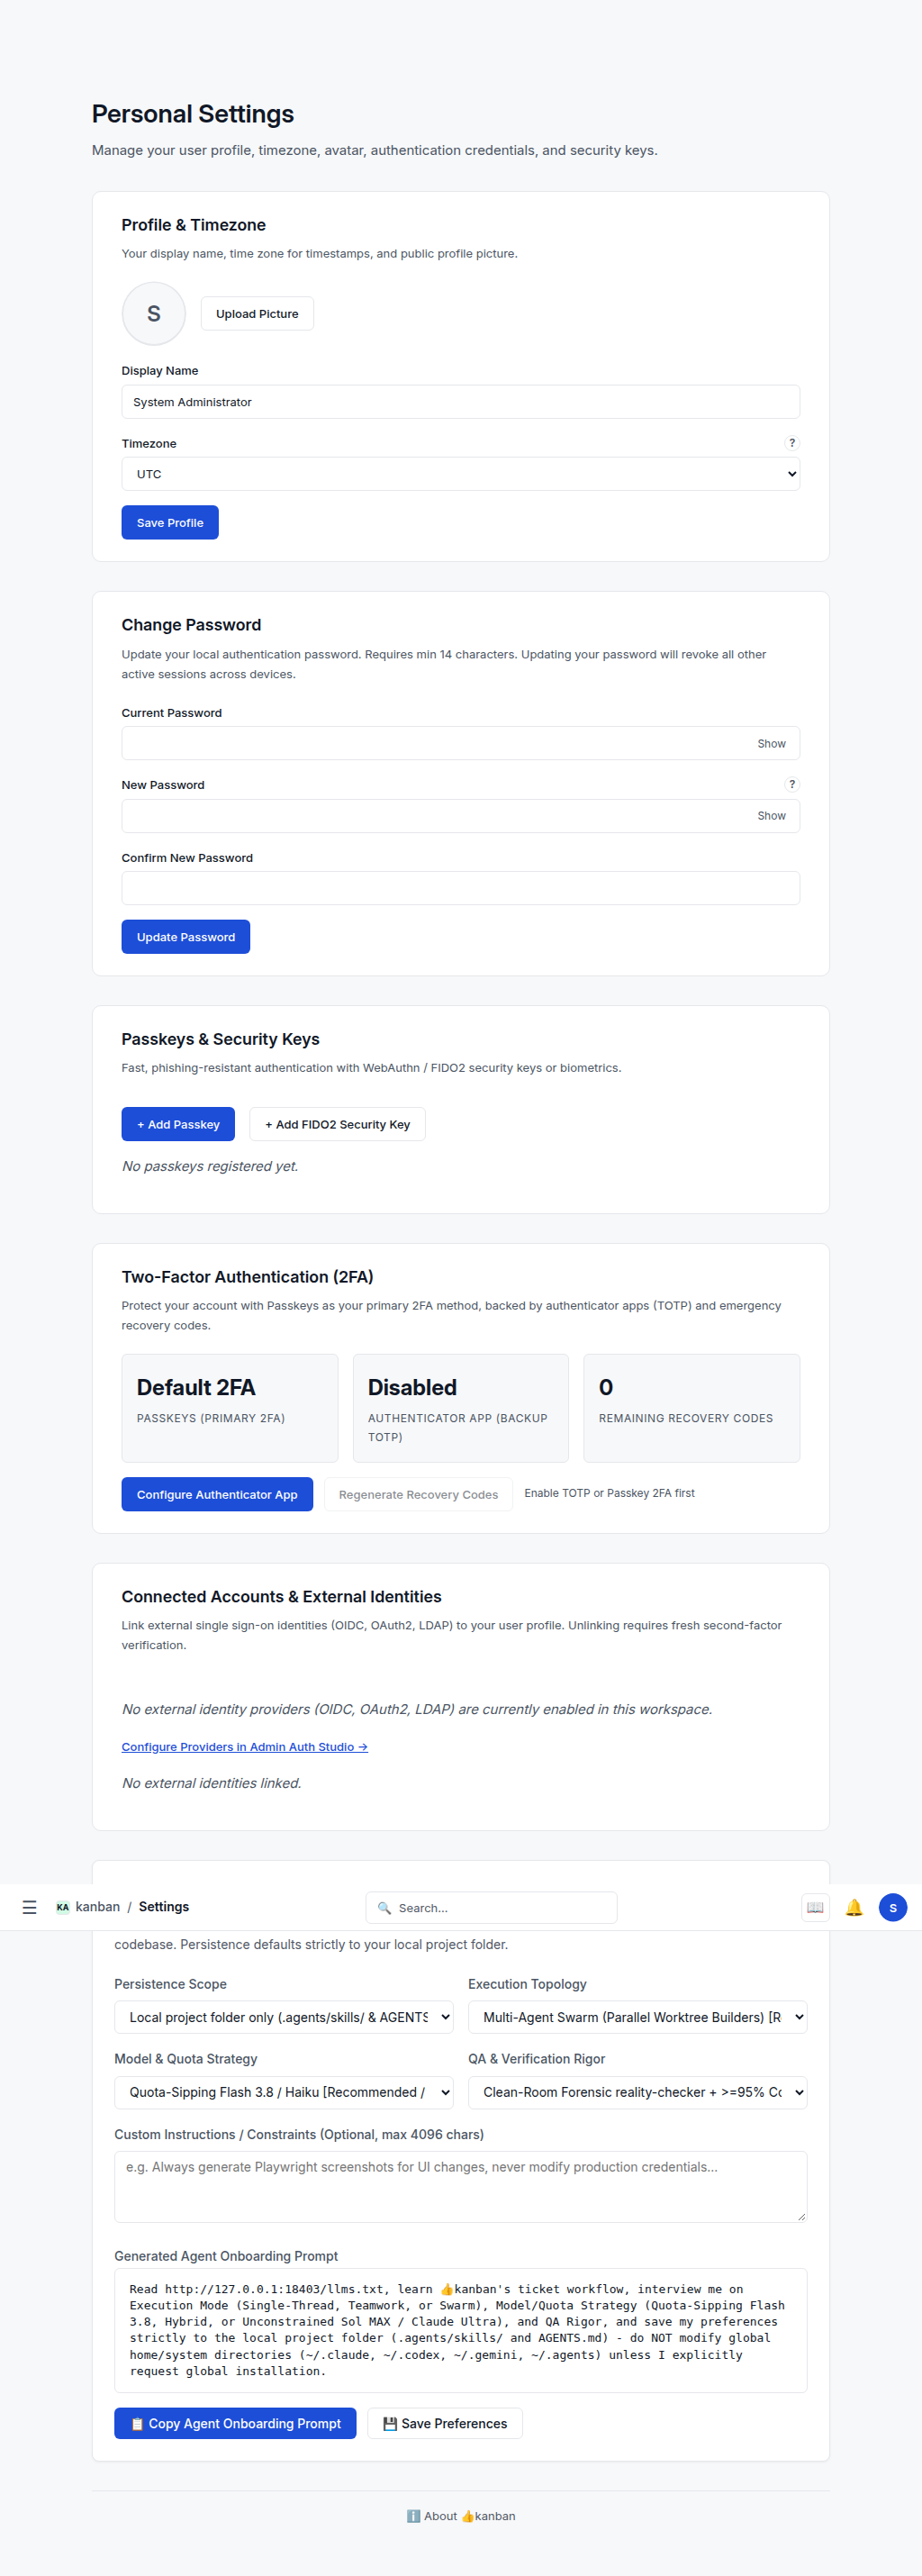 Personal Settings
Manage your user profile, timezone, avatar, authentication credentials, and security keys.
Profile & Timezone
Your display name, time zone for timestamps, and public profile picture.
S
Upload Picture
Display Name
System Administrator
Timezone
?
UTC
Save Profile
Change Password
Update your local authentication password. Requires min 14 characters. Updating your password will revoke all other
active sessions across devices.
Current Password
Show
New Password
?
Show
Confirm New Password
Update Password
Passkeys & Security Keys
Fast, phishing-resistant authentication with WebAuthn / FIDO2 security keys or biometrics.
+ Add Passkey
+ Add FIDO2 Security Key
No passkeys registered yet.
Two-Factor Authentication (2FA)
Protect your account with Passkeys as your primary 2FA method, backed by authenticator apps (TOTP) and emergency
recovery codes.
Default 2FA
PASSKEYS (PRIMARY 2FA)
Disabled
AUTHENTICATOR APP (BACKUP
TOTP)
0
REMAINING RECOVERY CODES
Configure Authenticator App
Regenerate Recovery Codes
Enable TOTP or Passkey 2FA first
Connected Accounts & External Identities
Link external single sign-on identities (OIDC, OAuth2, LDAP) to your user profile. Unlinking requires fresh second-factor
verification.
No external identity providers (OIDC, OAuth2, LDAP) are currently enabled in this workspace.
Configure Providers in Admin Auth Studio →
No external identities linked.
☰ KA kanban / Settings
🔍 Search...
📖 🔔 S
codebase. Persistence defaults strictly to your local project folder.
Persistence Scope
Execution Topology
Local project folder only (.agents/skills/ & AGENTS
Multi-Agent Swarm (Parallel Worktree Builders) [R
Model & Quota Strategy
QA & Verification Rigor
Quota-Sipping Flash 3.8 / Haiku [Recommended /
Clean-Room Forensic reality-checker + >=95% Cc
Custom Instructions / Constraints (Optional, max 4096 chars)
e.g. Always generate Playwright screenshots for UI changes, never modify production credentials...
Generated Agent Onboarding Prompt
Read http://127.0.0.1:18403/llms.txt, learn 👍kanban's ticket workflow, interview me on
Execution Mode (Single-Thread, Teamwork, or Swarm), Model/Quota Strategy (Quota-Sipping Flash
3.8, Hybrid, or Unconstrained Sol MAX / Claude Ultra), and QA Rigor, and save my preferences
strictly to the local project folder (.agents/skills/ and AGENTS.md) - do NOT modify global
home/system directories (~/.claude, ~/.codex, ~/.gemini, ~/.agents) unless I explicitly
request global installation.
📋 Copy Agent Onboarding Prompt
💾 Save Preferences
ℹ️ About 👍kanban